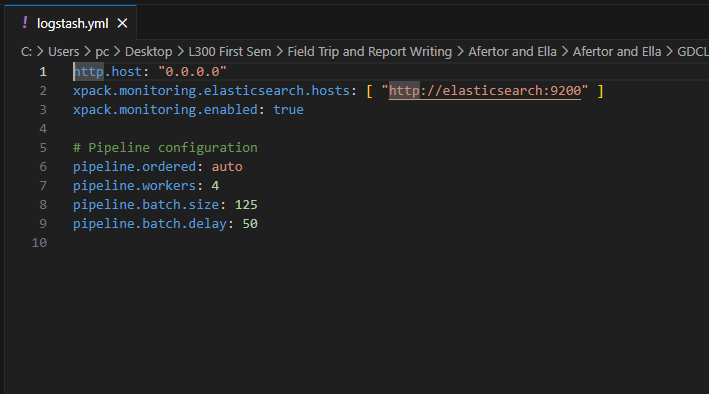 ! logstash.yml ×
C: > Users > pc > Desktop > L300 First Sem > Field Trip and Report Writing > Afertor and Ella > Afertor and Ella > GDCL
1 http.host: "0.0.0.0"
2 xpack.monitoring.elasticsearch.hosts: [ "http://elasticsearch:9200" ]
3 xpack.monitoring.enabled: true
4
5 # Pipeline configuration
6 pipeline.ordered: auto
7 pipeline.workers: 4
8 pipeline.batch.size: 125
9 pipeline.batch.delay: 50
10